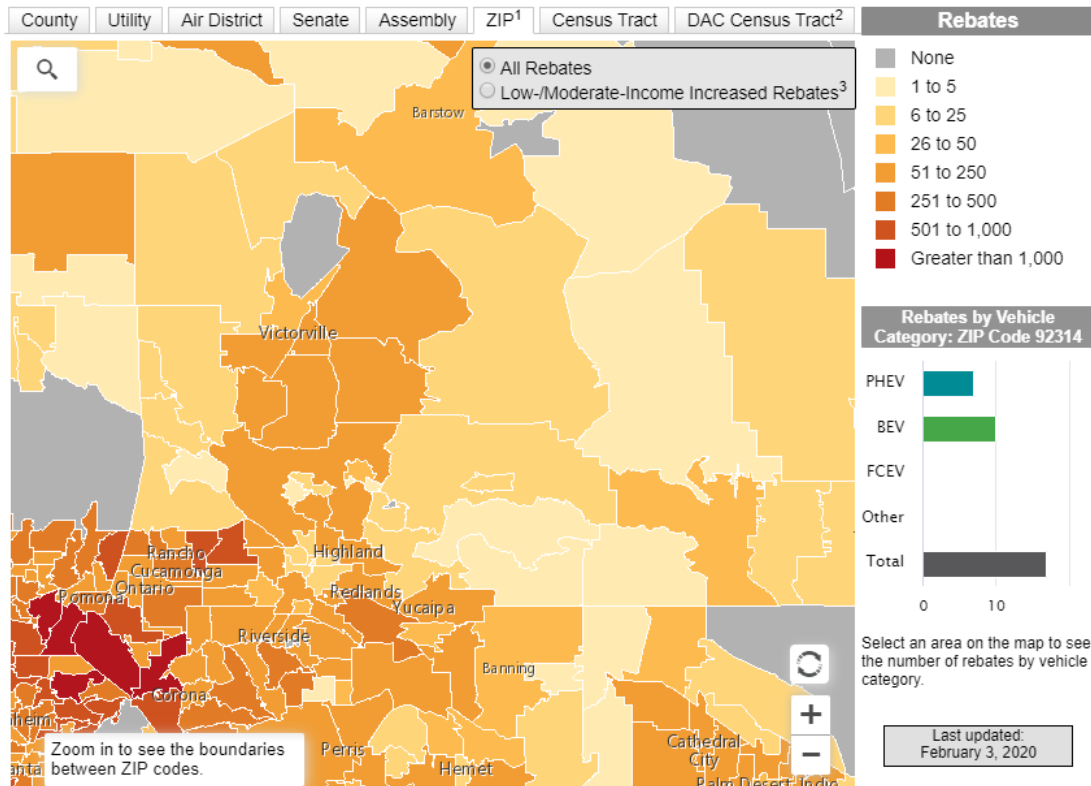 County Utility Air District Senate Assembly ZIP1 Census Tract DAC Census Tract2
All Rebates
Low-/Moderate-Income Increased Rebates3
Barstow
Victorville
Rancho
Cucamonga
Highland
Ontario
Pomona
Redlands
Yucaipa
Riverside
Banning
Corona
heim
Perris
anta
Hemet
Cathedral
City
Palm Desert Indio
Zoom in to see the boundaries
between ZIP codes.
+
−
Rebates
None
1 to 5
6 to 25
26 to 50
51 to 250
251 to 500
501 to 1,000
Greater than 1,000
Rebates by Vehicle
Category: ZIP Code 92314
PHEV
BEV
FCEV
Other
Total
0 10
Select an area on the map to see
the number of rebates by vehicle
category.
Last updated:
February 3, 2020